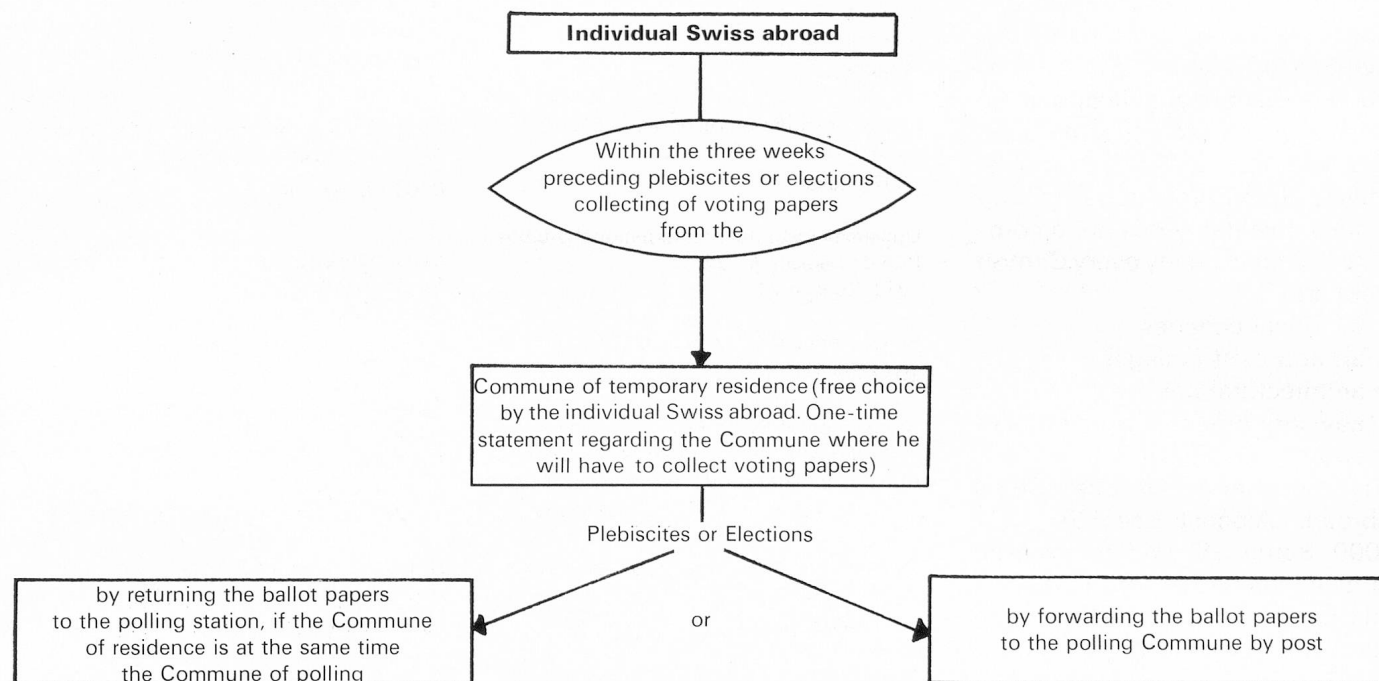 Individual Swiss abroad
Within the three weeks
preceding plebiscites or elections
collecting of voting papers
from the
Commune of temporary residence (free choice
by the individual Swiss abroad. One-time
statement regarding the Commune where he
will have to collect voting papers)
Plebiscites or Elections
by returning the ballot papers
to the polling station, if the Commune
of residence is at the same time
the Commune of polling
or
by forwarding the ballot papers
to the polling Commune by post